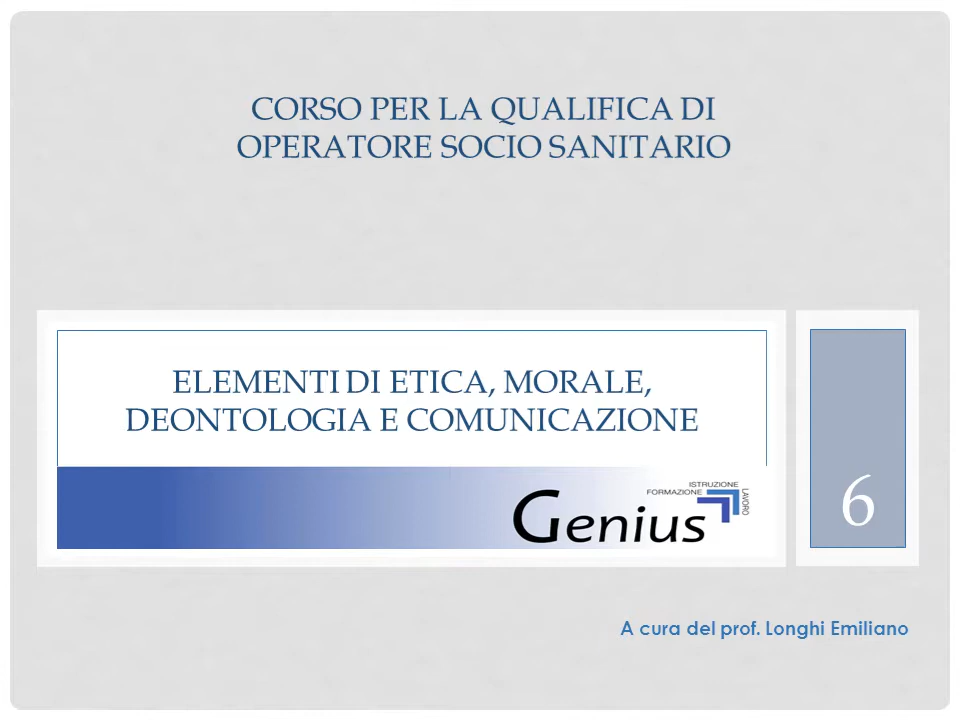 CORSO PER LA QUALIFICA DI
OPERATORE SOCIO SANITARIO
ELEMENTI DI ETICA, MORALE,
DEONTOLOGIA E COMUNICAZIONE
ISTRUZIONE
FORMAZIONE
LAVORO
Genius
6
A cura del prof. Longhi Emiliano